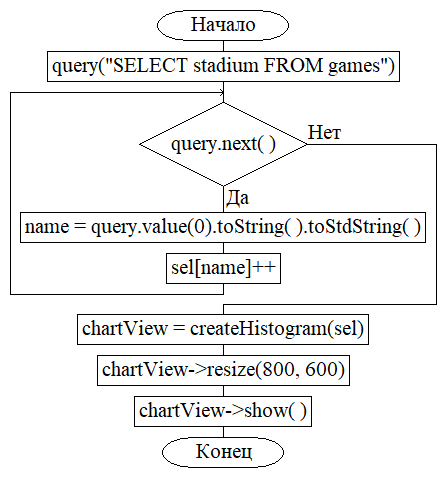 Начало
query("SELECT stadium FROM games")
query.next( )
Нет
Да
name = query.value(0).toString( ).toStdString( )
sel[name]++
chartView = createHistogram(sel)
chartView->resize(800, 600)
chartView->show( )
Конец